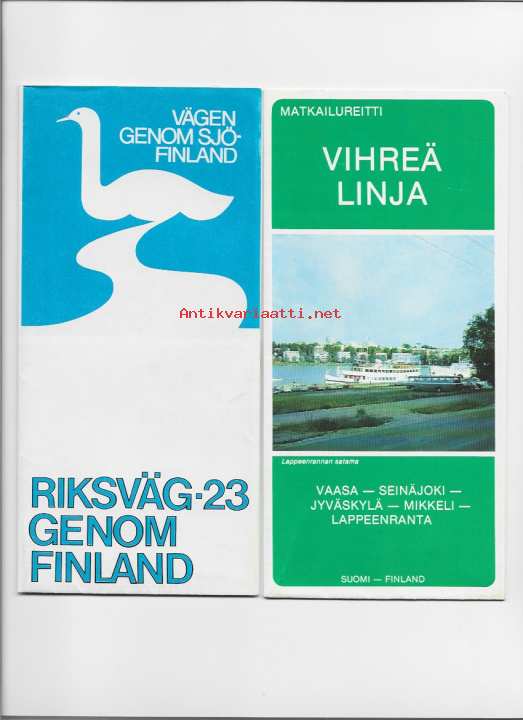 VÄGEN
GENOM SJÖ-
FINLAND
RIKSVÄG·23
GENOM
FINLAND
MATKAILUREITTI
VIHREÄ
LINJA
Antikvariaatti.net
Lappeenrannan satama
VAASA — SEINÄJOKI —
JYVÄSKYLÄ — MIKKELI —
LAPPEENRANTA
SUOMI — FINLAND